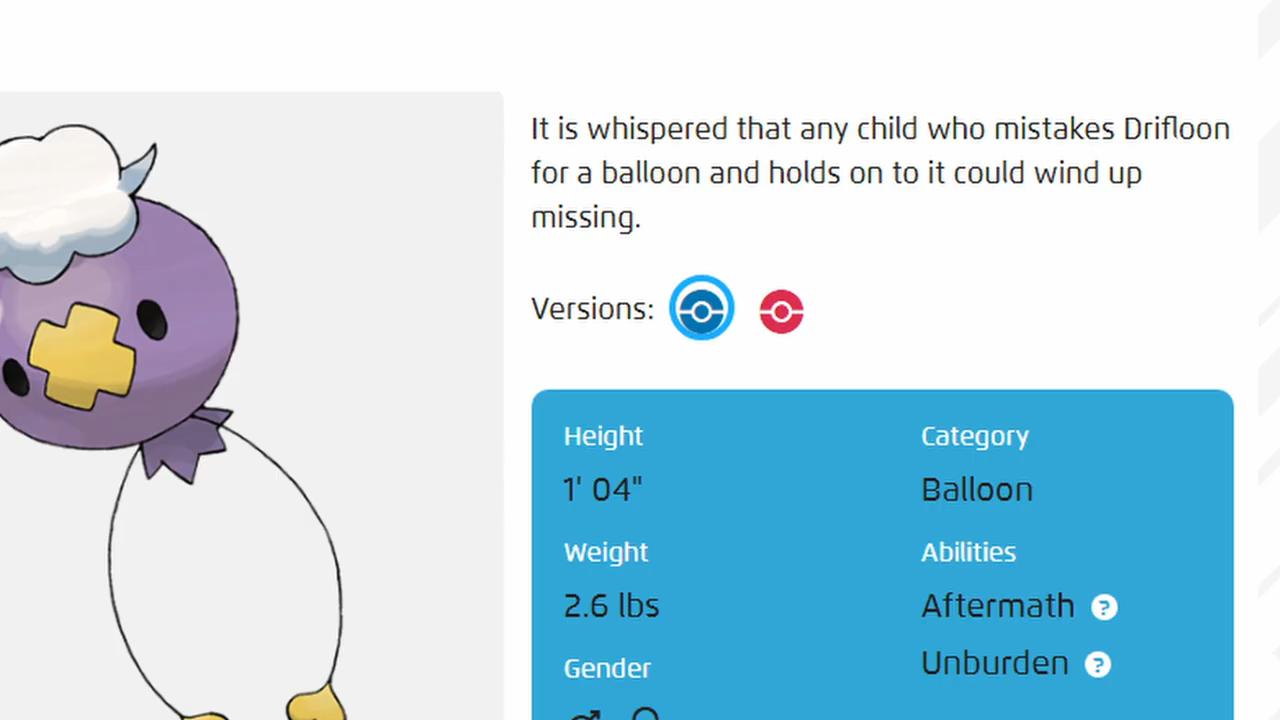 It is whispered that any child who mistakes Drifloon
for a balloon and holds on to it could wind up
missing.
Versions:
Height
1' 04"
Weight
2.6 lbs
Gender
Category
Balloon
Abilities
Aftermath ?
Unburden ?